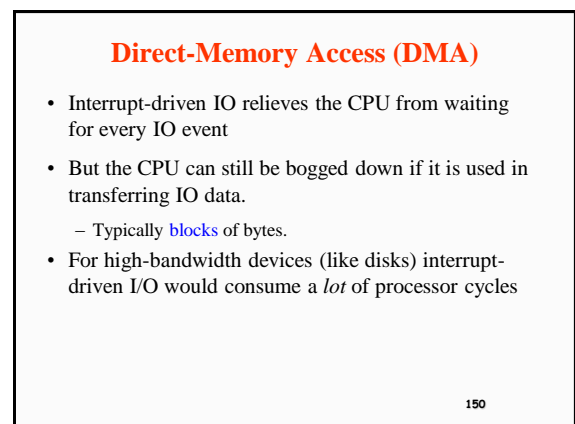 Direct-Memory Access (DMA)
• Interrupt-driven IO relieves the CPU from waiting
for every IO event
• But the CPU can still be bogged down if it is used in
transferring IO data.
– Typically blocks of bytes.
• For high-bandwidth devices (like disks) interrupt-
driven I/O would consume a lot of processor cycles
150